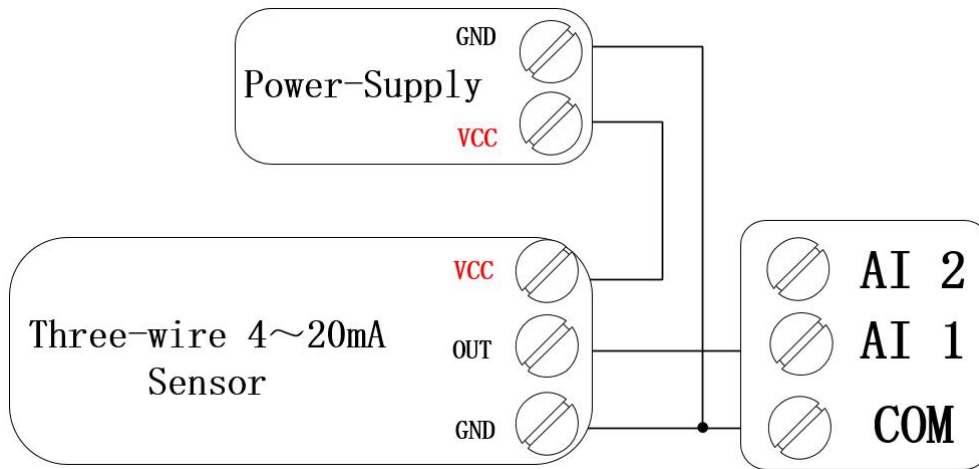 GND
Power-Supply
VCC
VCC
Three-wire 4～20mA
Sensor
OUT
GND
AI 2
AI 1
COM